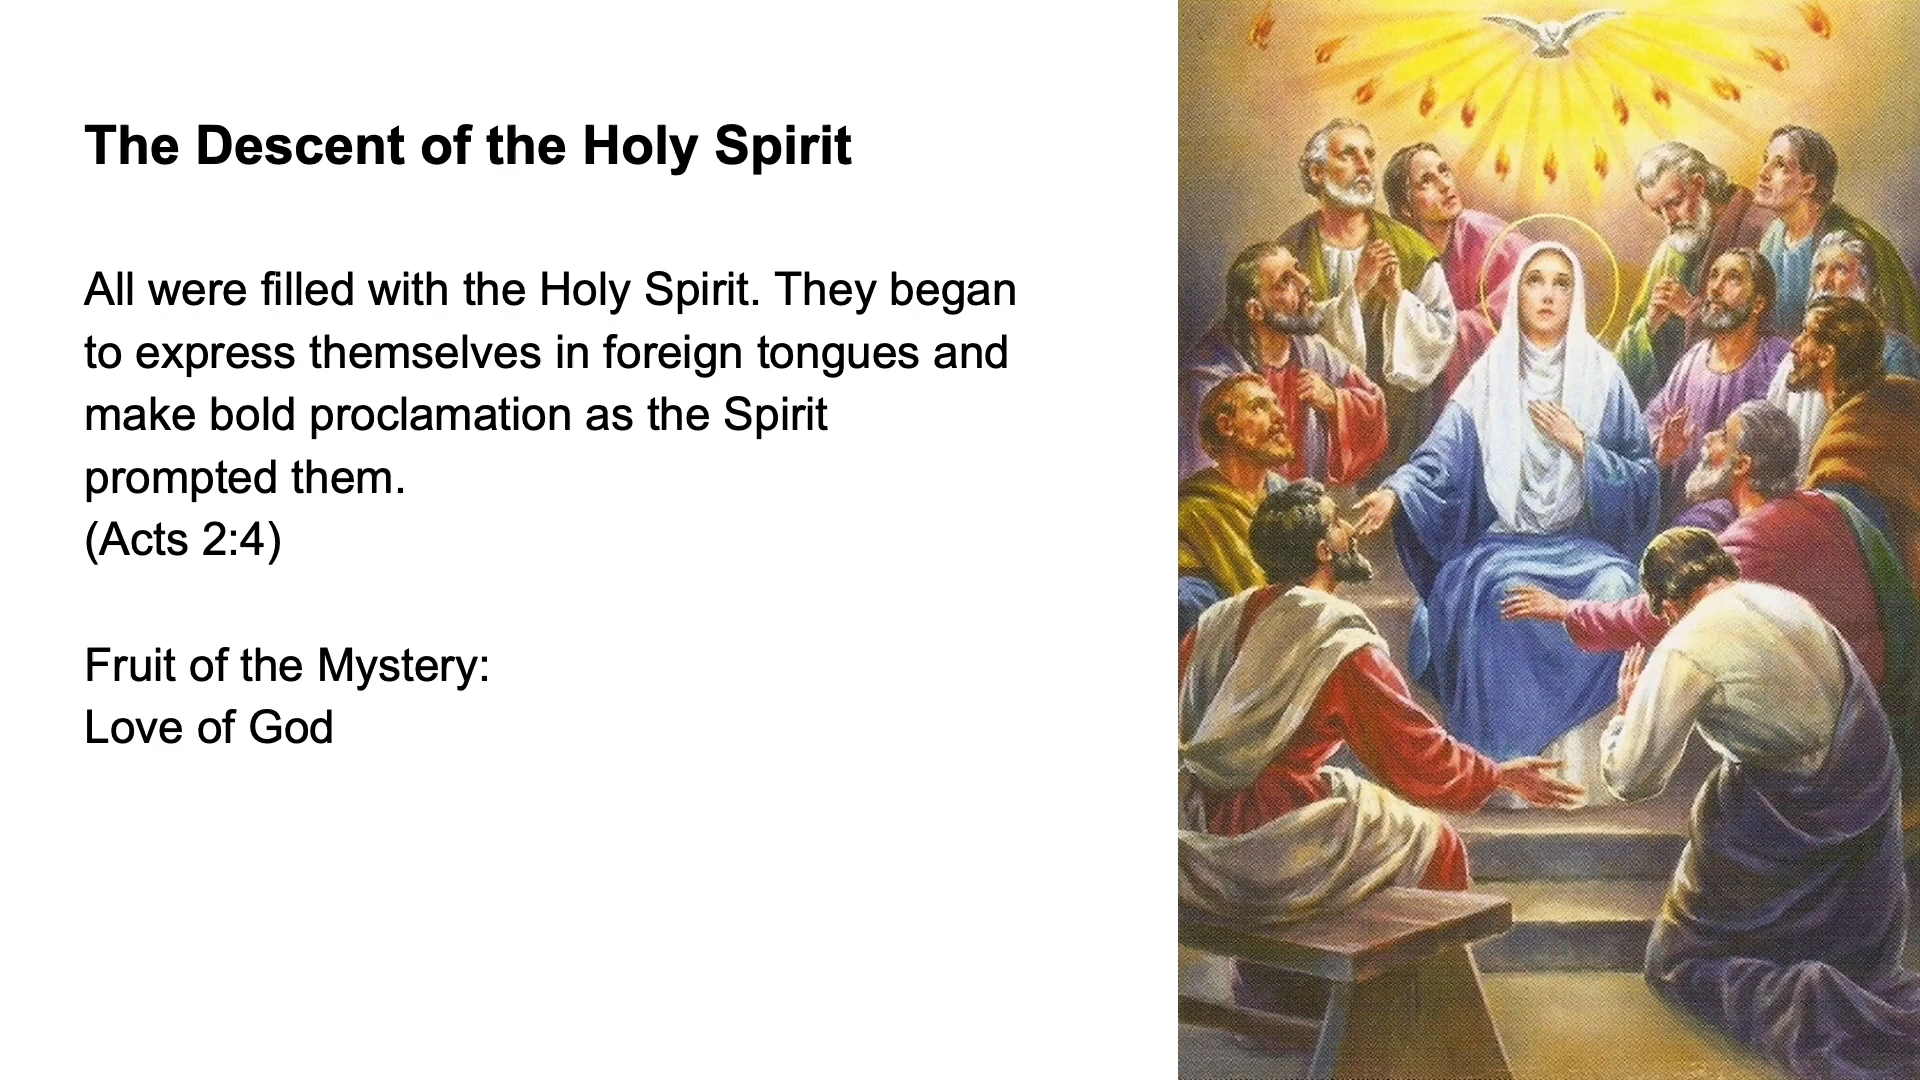 The Descent of the Holy Spirit
All were filled with the Holy Spirit. They began
to express themselves in foreign tongues and
make bold proclamation as the Spirit
prompted them.
(Acts 2:4)
Fruit of the Mystery:
Love of God